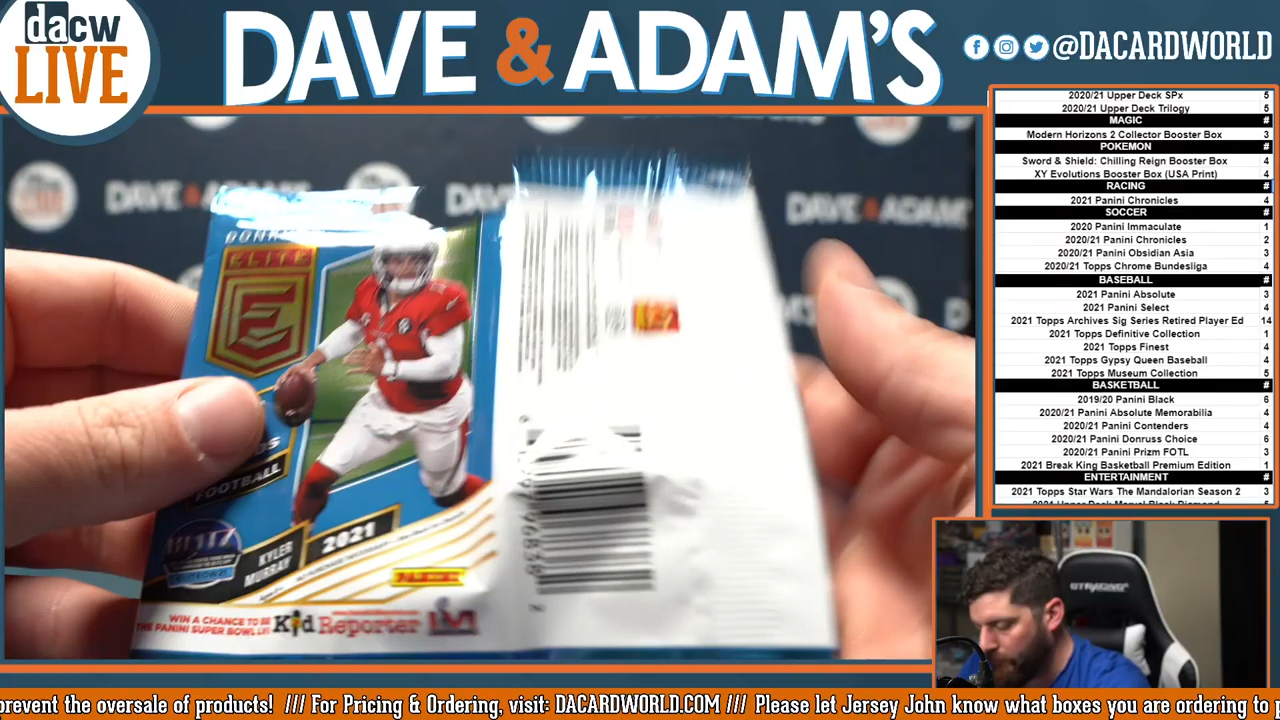 dacw
LIVE
DAVE & ADAM'S
@DACARDWORLD
2020/21 Upper Deck SPx 5
2020/21 Upper Deck Trilogy 5
MAGIC #
Modern Horizons 2 Collector Booster Box 3
POKEMON #
Sword & Shield: Chilling Reign Booster Box 4
XY Evolutions Booster Box (USA Print) 4
RACING #
2021 Panini Chronicles 4
SOCCER #
2020 Panini Immaculate 1
2020/21 Panini Chronicles 2
2020/21 Panini Obsidian Asia 3
2020/21 Topps Chrome Bundesliga 4
BASEBALL #
2021 Panini Absolute 3
2021 Panini Select 4
2021 Topps Archives Sig Series Retired Player Ed 14
2021 Topps Definitive Collection 1
2021 Topps Finest 4
2021 Topps Gypsy Queen Baseball 4
2021 Topps Museum Collection 5
BASKETBALL #
2019/20 Panini Black 6
2020/21 Panini Absolute Memorabilia 4
2020/21 Panini Contenders 4
2020/21 Panini Donruss Choice 6
2020/21 Panini Prizm FOTL 3
2021 Break King Basketball Premium Edition 1
ENTERTAINMENT #
2021 Topps Star Wars The Mandalorian Season 2 3
DAVE & ADAM
DAVE
DAVE & ADAM
ELITE
E
FOOTBALL
KYLER
MURRAY
2021
PANINI
WIN A CHANCE TO BE
THE PANINI SUPER BOWL LVI
Kid Reporter
LVI
GTRACING
prevent the oversale of products! /// For Pricing & Ordering, visit: DACARDWORLD.COM /// Please let Jersey John know what boxes you are ordering to p